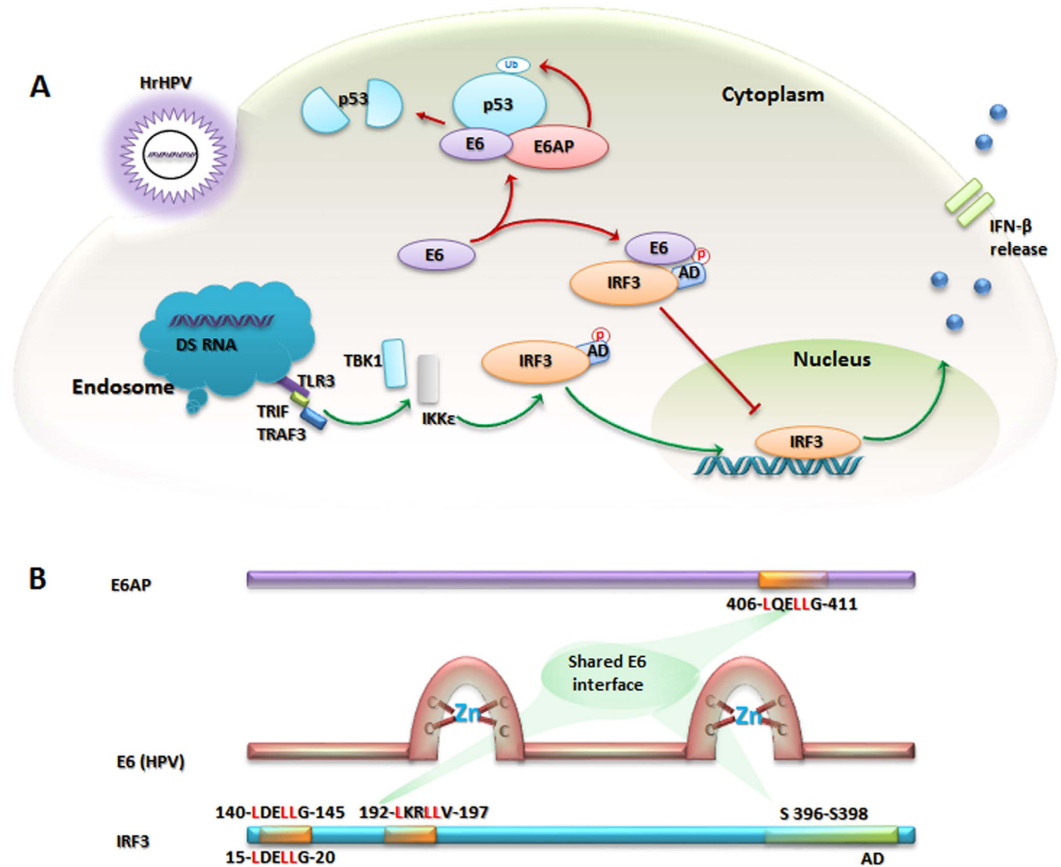 A
HrHPV
Ub
p53
p53
E6
E6AP
Cytoplasm
IFN-β
release
E6
E6
P
IRF3
AD
DS RNA
Endosome
TLR3
TRIF
TRAF3
TBK1
IKKε
P
IRF3
AD
Nucleus
IRF3
B
E6AP
406-LQELLG-411
Shared E6
interface
C C
Zn
C C
C C
Zn
C C
E6 (HPV)
140-LDELLG-145 192-LKRLLV-197 S 396-S398
IRF3
15-LDELLG-20 AD